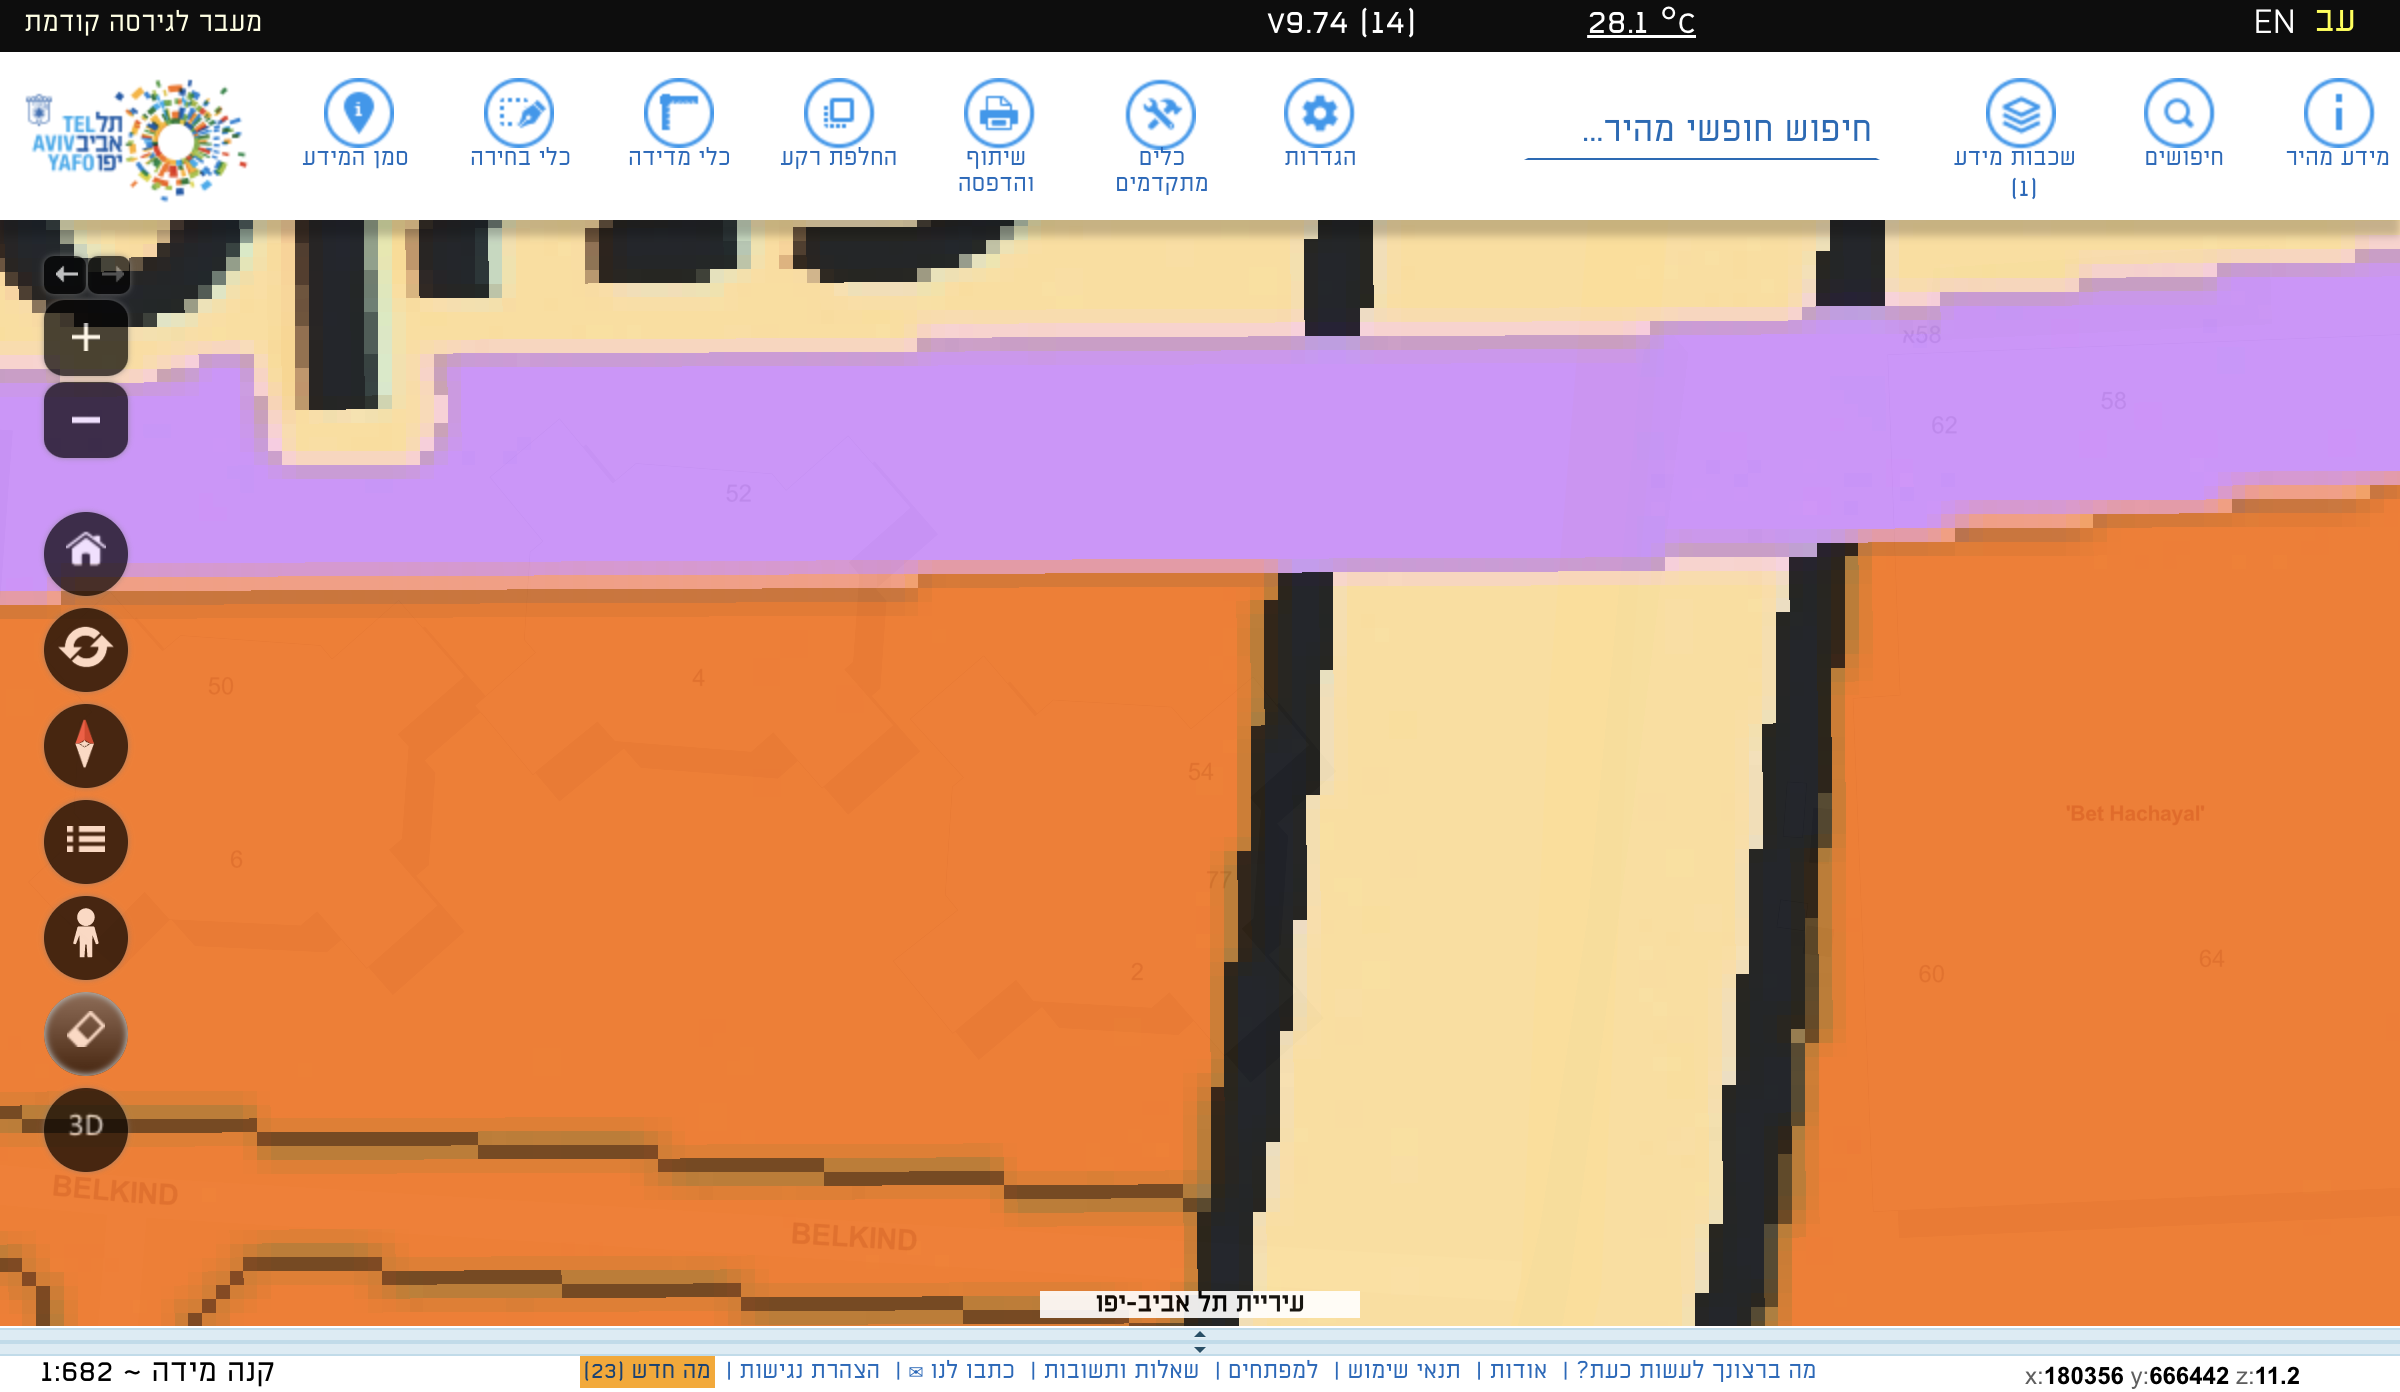 מעבר לגירסה קודמת
V9.74 (14)
28.1 °C
EN עב
תל אביב יפו
TEL AVIV YAFO
סמן המידע
כלי בחירה
כלי מדידה
החלפת רקע
שיתוף והדפסה
כלים מתקדמים
הגדרות
חיפוש חופשי מהיר...
שכבות מידע (1)
חיפושים
מידע מהיר
58א
58
62
52
50
4
54
77
6
2
'Bet Hachayal'
60
64
3D
BELKIND
BELKIND
עיריית תל אביב-יפו
קנה מידה ~ 1:682
מה ברצונך לעשות כעת? | אודות | תנאי שימוש | למפתחים | שאלות ותשובות | כתבו לנו ✉ | הצהרת נגישות | מה חדש (23)
x:180356 y:666442 z:11.2